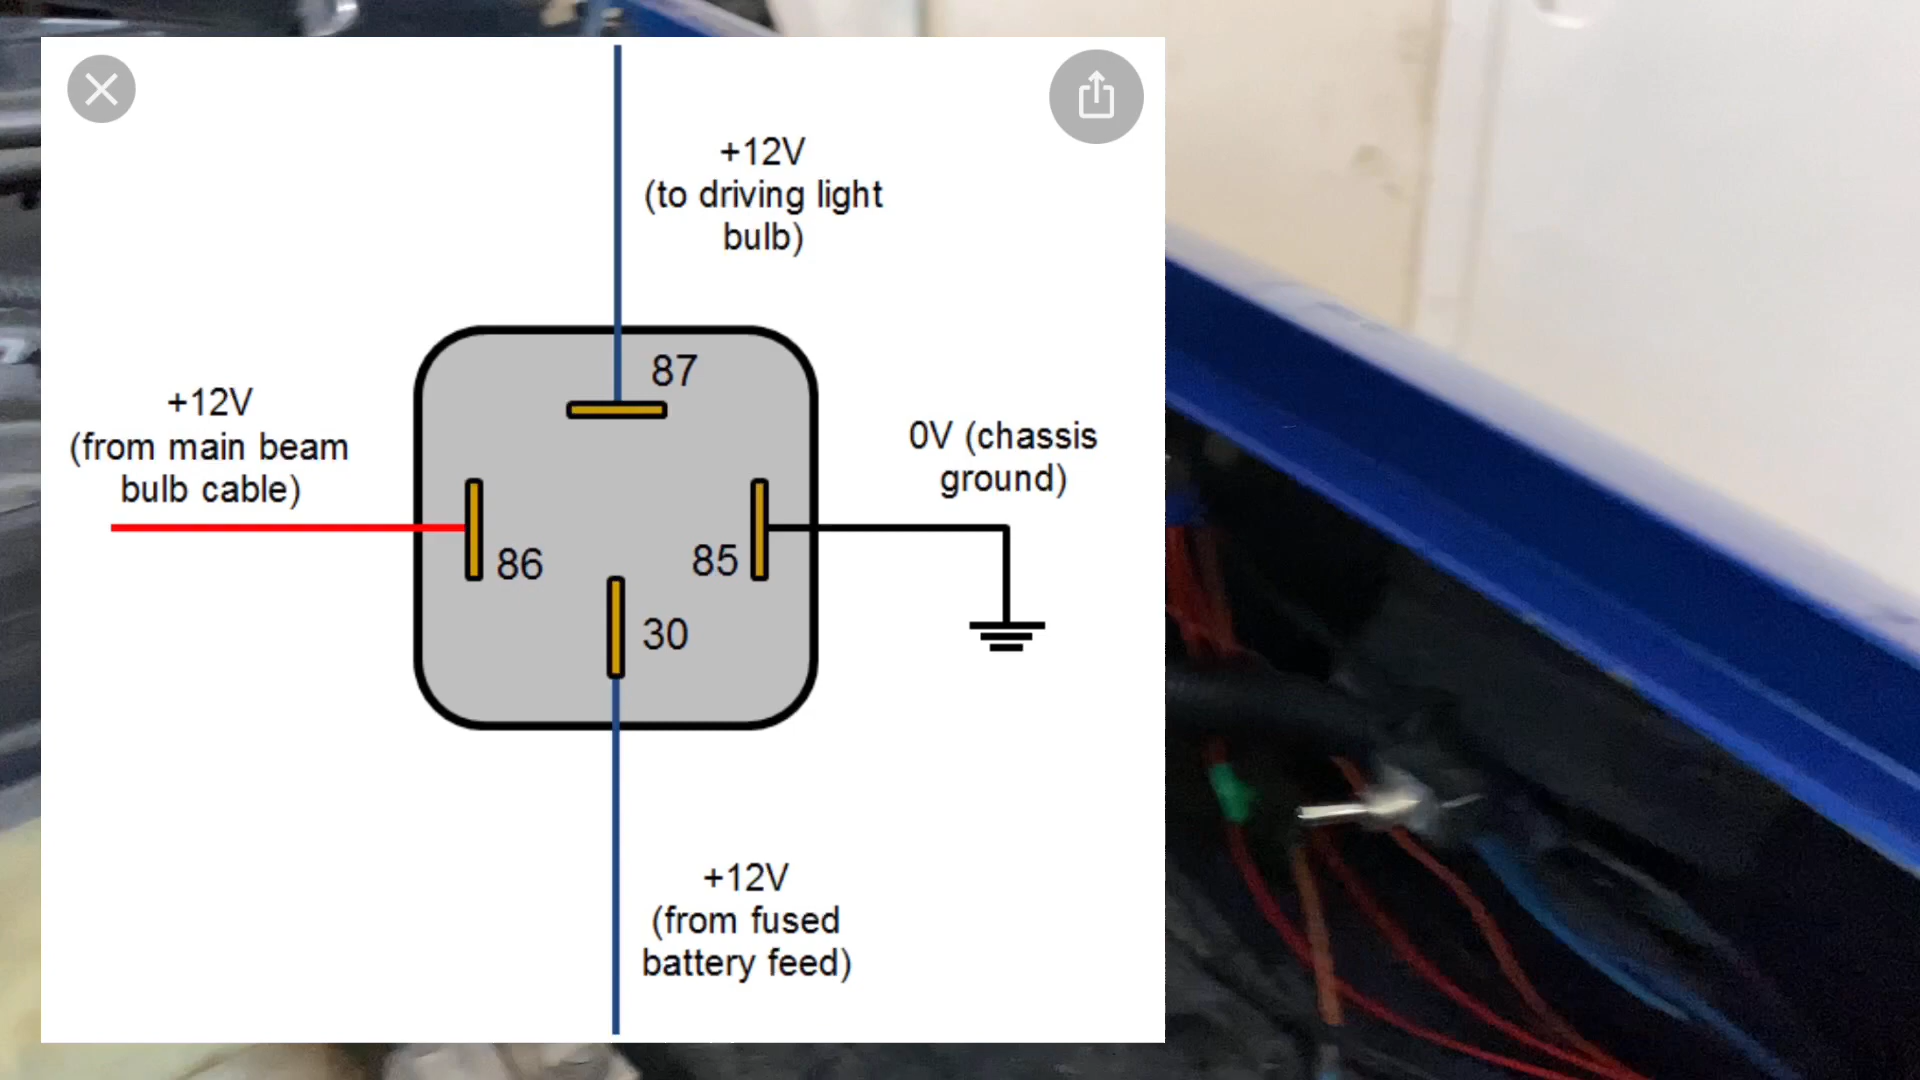 +12V
(to driving light
bulb)
87
+12V
(from main beam
bulb cable)
0V (chassis
ground)
86
85
30
+12V
(from fused
battery feed)